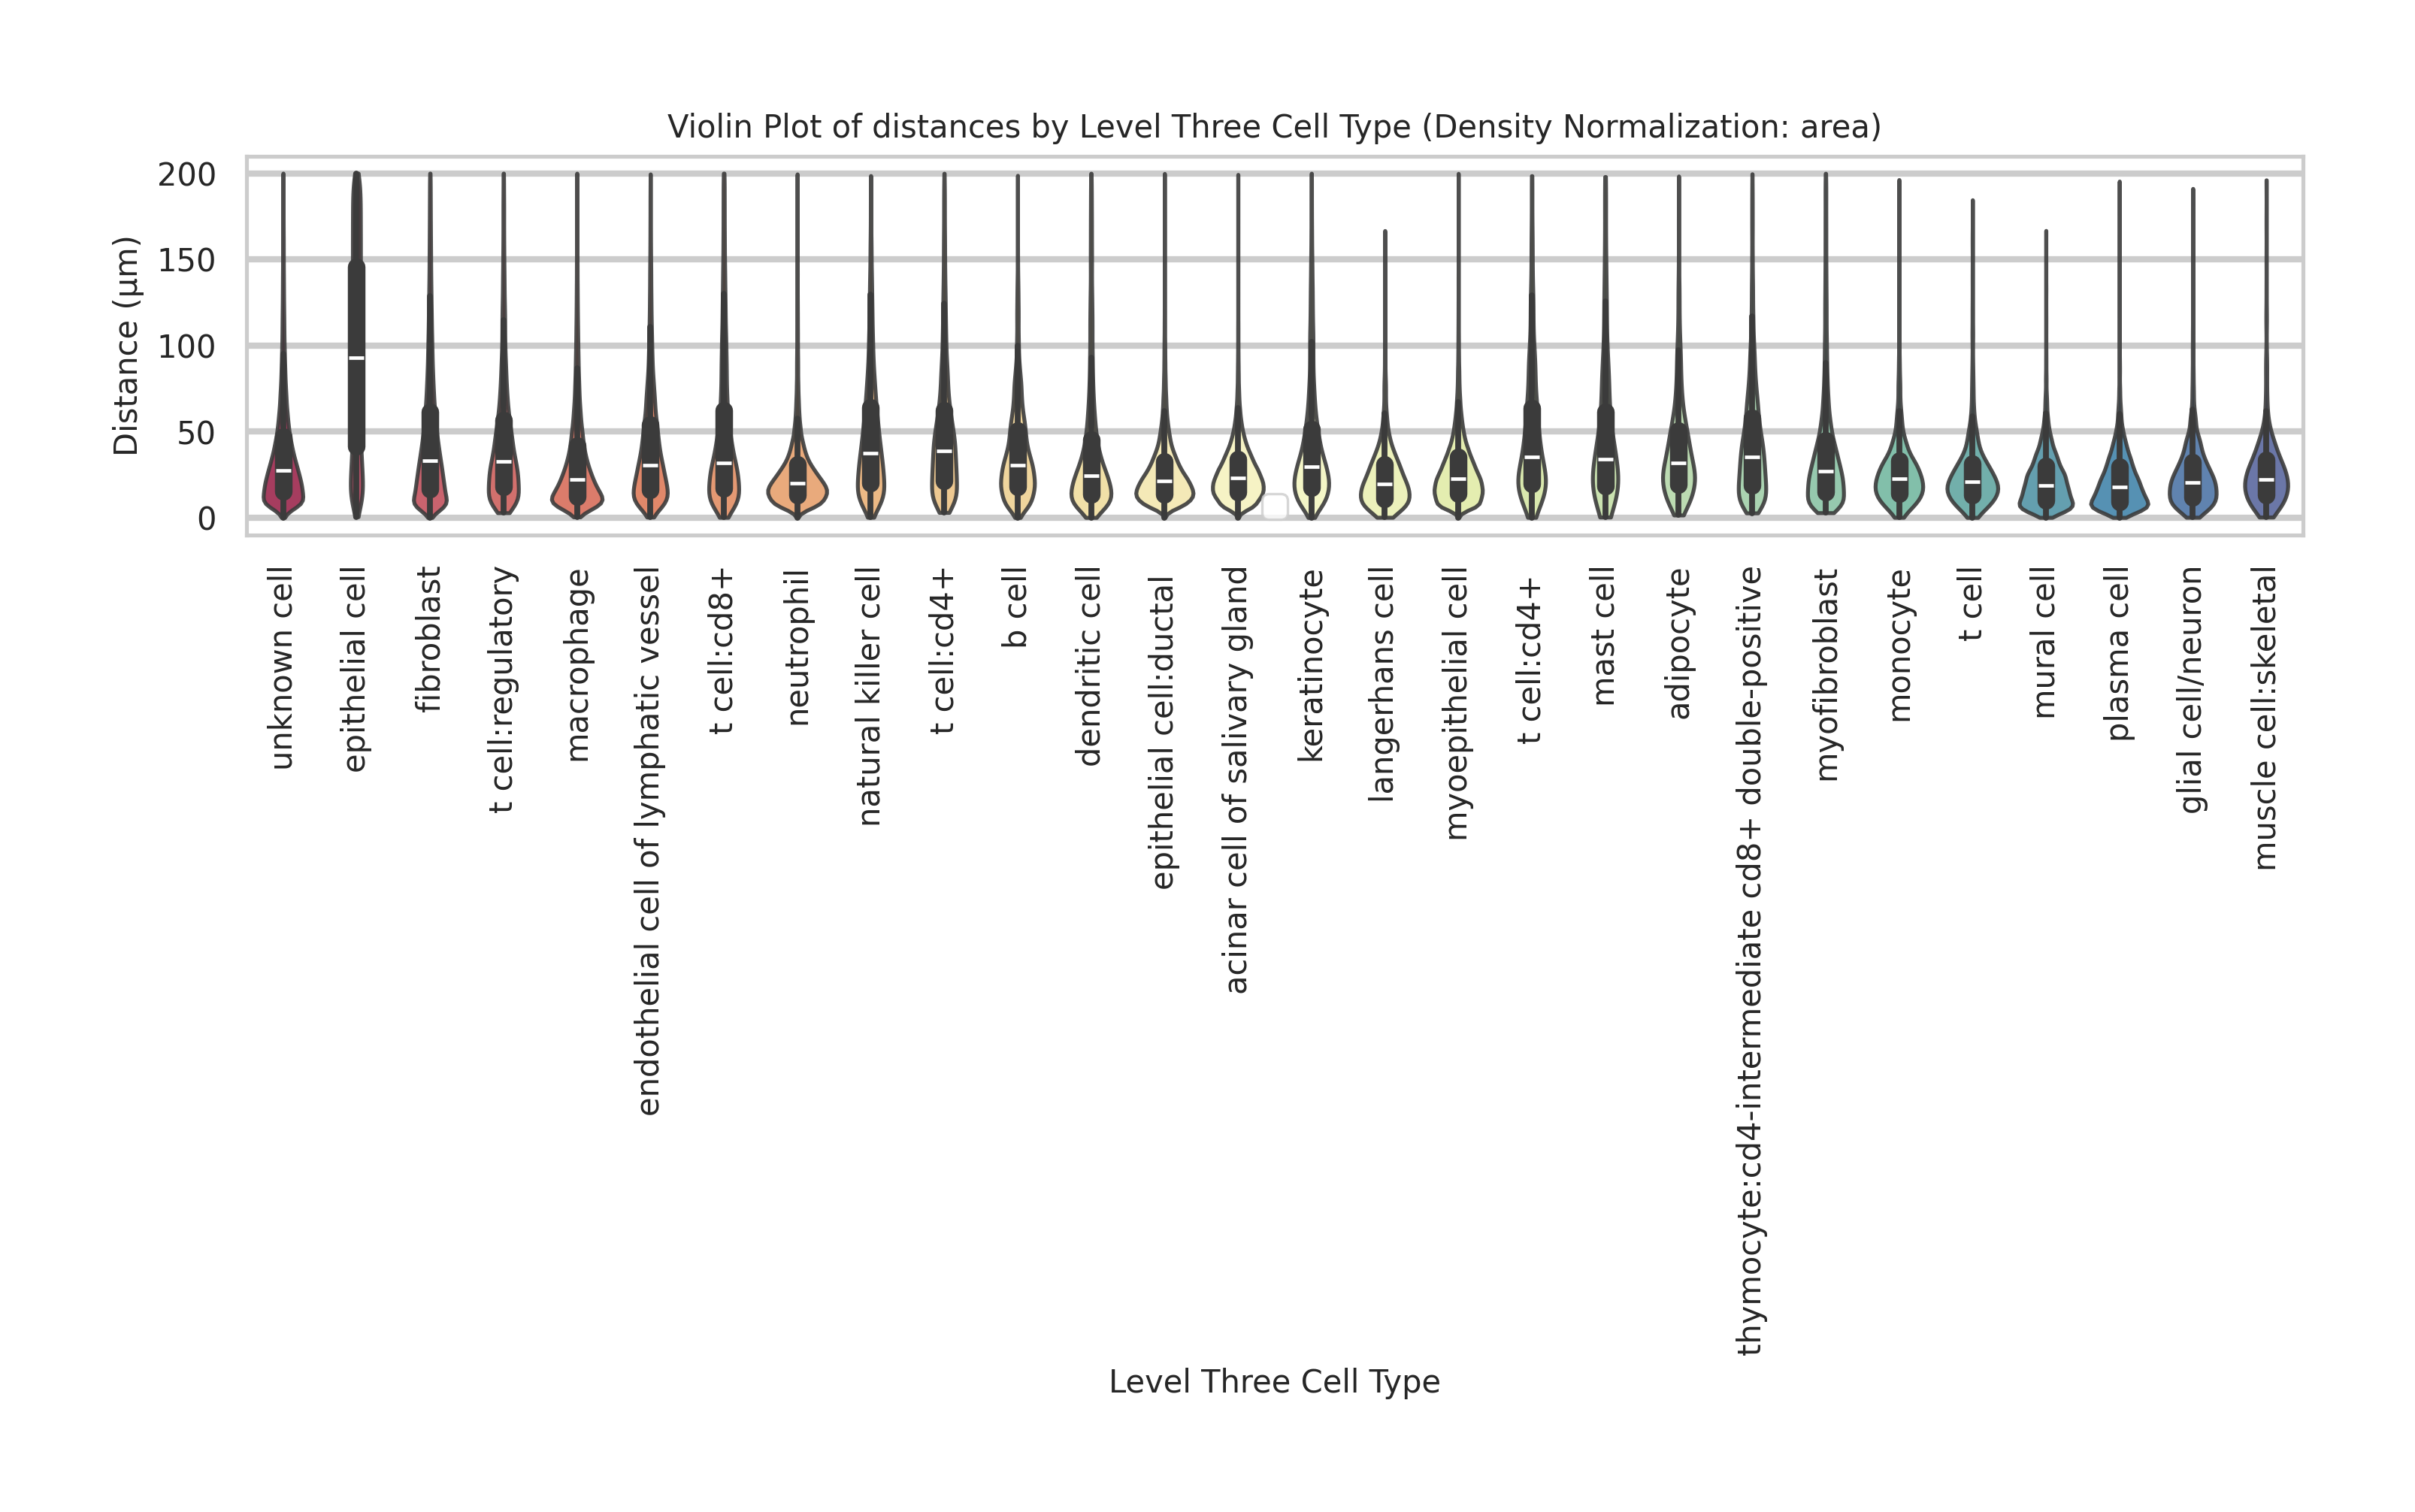 Violin Plot of distances by Level Three Cell Type (Density Normalization: area)
Distance (μm)
200
150
100
50
0
unknown cell
epithelial cell
fibroblast
t cell:regulatory
macrophage
endothelial cell of lymphatic vessel
t cell:cd8+
neutrophil
natural killer cell
t cell:cd4+
b cell
dendritic cell
epithelial cell:ductal
acinar cell of salivary gland
keratinocyte
langerhans cell
myoepithelial cell
t cell:cd4+
mast cell
adipocyte
thymocyte:cd4-intermediate cd8+ double-positive
myofibroblast
monocyte
t cell
mural cell
plasma cell
glial cell/neuron
muscle cell:skeletal
Level Three Cell Type